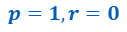 p = 1, r = 0